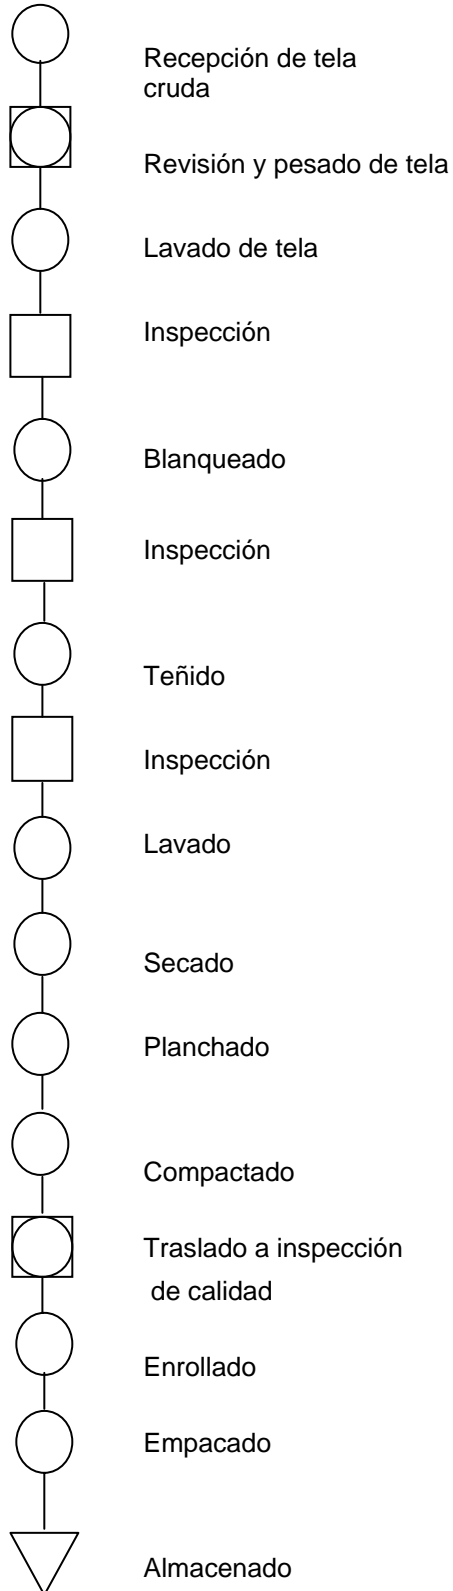 Recepción de tela
cruda
Revisión y pesado de tela
Lavado de tela
Inspección
Blanqueado
Inspección
Teñido
Inspección
Lavado
Secado
Planchado
Compactado
Traslado a inspección
de calidad
Enrollado
Empacado
Almacenado